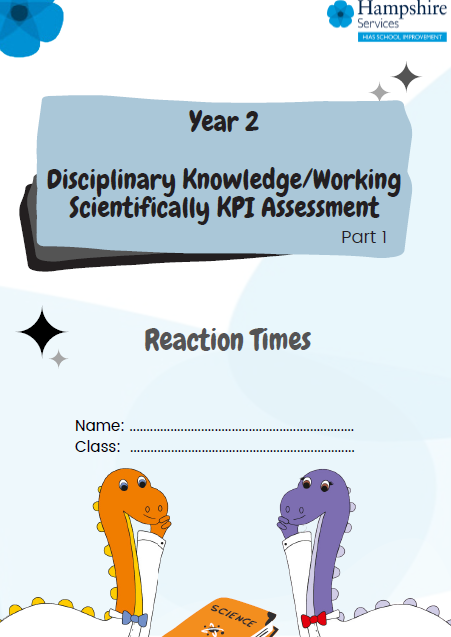 Hampshire
Services
HIAS SCHOOL IMPROVEMENT
Year 2
Disciplinary Knowledge/Working
Scientifically KPI Assessment
Part 1
Reaction Times
Name: ......................................................................
Class: ......................................................................
SCIENCE